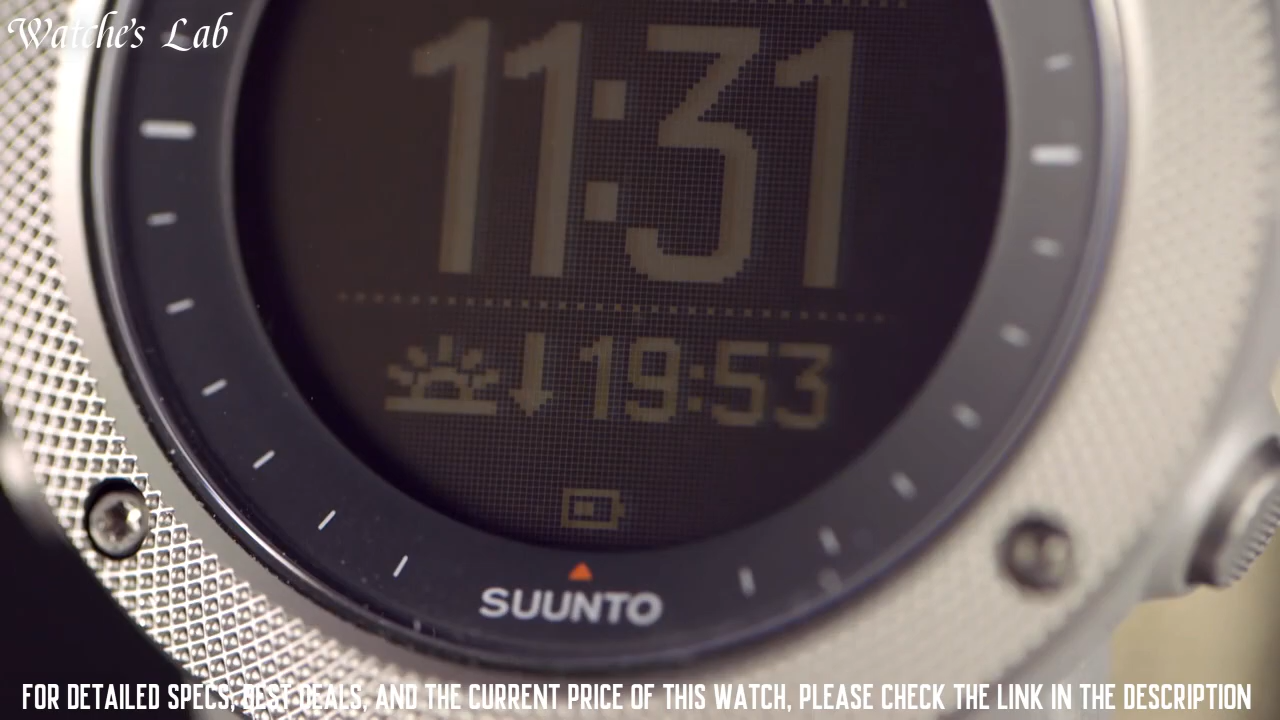 Watche's Lab
11:31
19:53
SUUNTO
FOR DETAILED SPECS, BEST DEALS, AND THE CURRENT PRICE OF THIS WATCH, PLEASE CHECK THE LINK IN THE DESCRIPTION